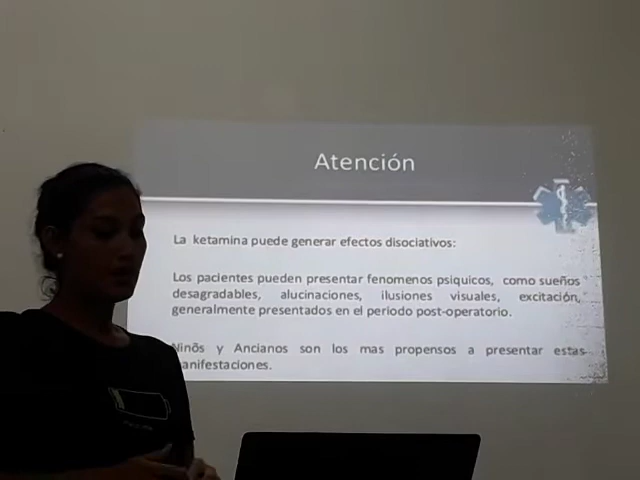 Atención
La ketamina puede generar efectos disociativos:
Los pacientes pueden presentar fenomenos psiquicos, como sueños
desagradables, alucinaciones, ilusiones visuales, excitación,
generalmente presentados en el periodo post-operatorio.
Ninõs y Ancianos son los mas propensos a presentar estas
manifestaciones.